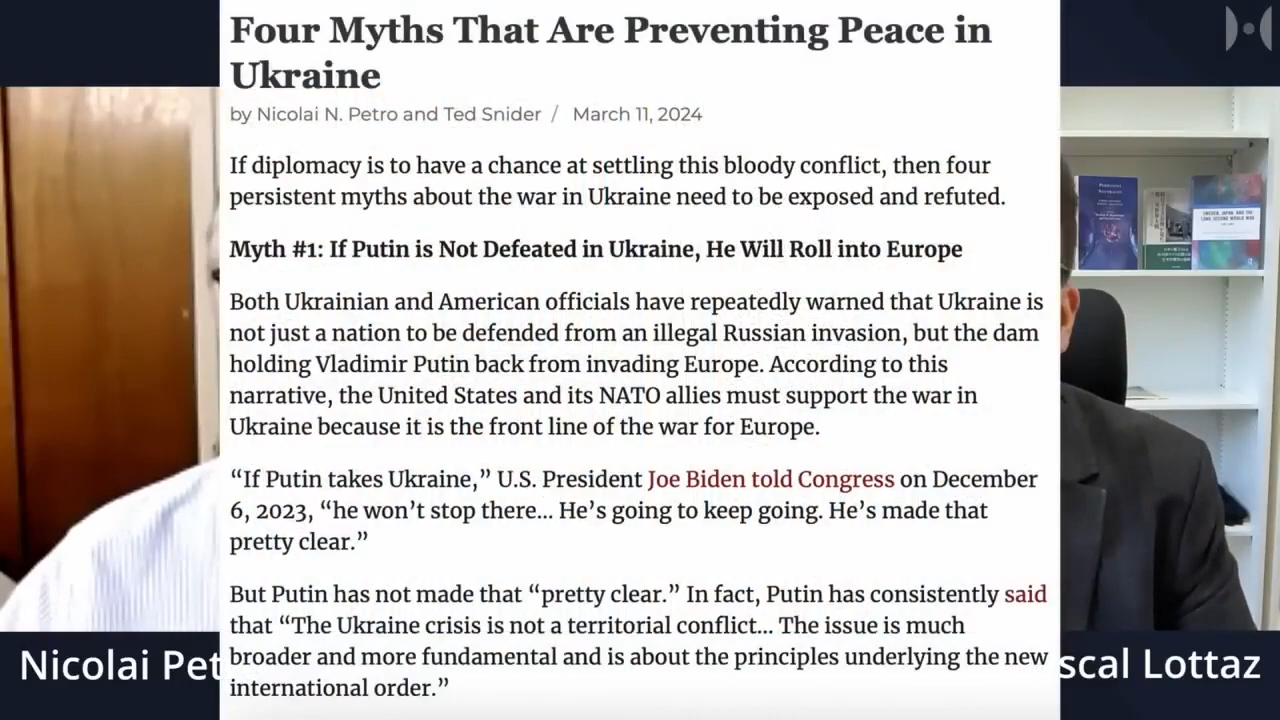 Four Myths That Are Preventing Peace in
Ukraine
by Nicolai N. Petro and Ted Snider / March 11, 2024
If diplomacy is to have a chance at settling this bloody conflict, then four
persistent myths about the war in Ukraine need to be exposed and refuted.
Myth #1: If Putin is Not Defeated in Ukraine, He Will Roll into Europe
Both Ukrainian and American officials have repeatedly warned that Ukraine is
not just a nation to be defended from an illegal Russian invasion, but the dam
holding Vladimir Putin back from invading Europe. According to this
narrative, the United States and its NATO allies must support the war in
Ukraine because it is the front line of the war for Europe.
“If Putin takes Ukraine,” U.S. President Joe Biden told Congress on December
6, 2023, “he won’t stop there... He’s going to keep going. He’s made that
pretty clear.”
But Putin has not made that “pretty clear.” In fact, Putin has consistently said
that “The Ukraine crisis is not a territorial conflict... The issue is much
broader and more fundamental and is about the principles underlying the new
international order.”
Nicolai Pet
scal Lottaz